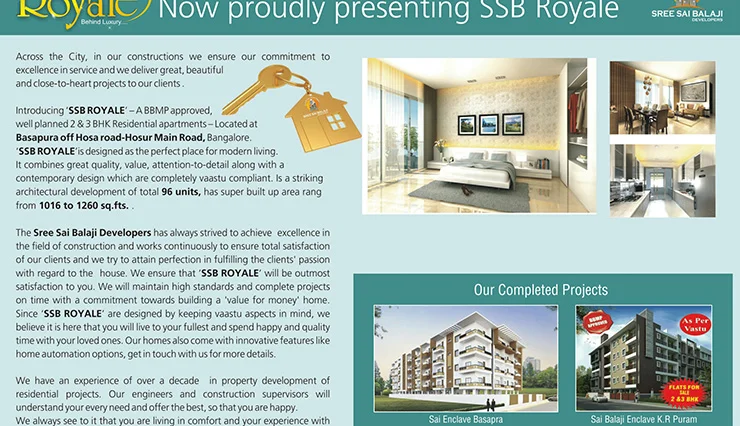 Royale
Behind Luxury....
Now proudly presenting SSB Royale
SREE SAI BALAJI
DEVELOPERS
Across the City, in our constructions we ensure our commitment to
excellence in service and we deliver great, beautiful
and close-to-heart projects to our clients .
Introducing ‘SSB ROYALE’ – A BBMP approved,
well planned 2 & 3 BHK Residential apartments – Located at
Basapura off Hosa road-Hosur Main Road, Bangalore.
‘SSB ROYALE’is designed as the perfect place for modern living.
It combines great quality, value, attention-to-detail along with a
contemporary design which are completely vaastu compliant. Is a striking
architectural development of total 96 units, has super built up area rang
from 1016 to 1260 sq.fts. .
The Sree Sai Balaji Developers has always strived to achieve excellence in
the field of construction and works continuously to ensure total satisfaction
of our clients and we try to attain perfection in fulfilling the clients’ passion
with regard to the house. We ensure that ‘SSB ROYALE’ will be outmost
satisfaction to you. We will maintain high standards and complete projects
on time with a commitment towards building a 'value for money' home.
Since ‘SSB ROYALE’ are designed by keeping vaastu aspects in mind, we
believe it is here that you will live to your fullest and spend happy and quality
time with your loved ones. Our homes also come with innovative features like
home automation options, get in touch with us for more details.
We have an experience of over a decade in property development of
residential projects. Our engineers and construction supervisors will
understand your every need and offer the best, so that you are happy.
We always see to it that you are living in comfort and your experience with
Our Completed Projects
BBMP
APPROVED
As Per
Vastu
FLATS FOR
SALE
2 &3 BHK
Sai Enclave Basapra
Sai Balaji Enclave K.R Puram